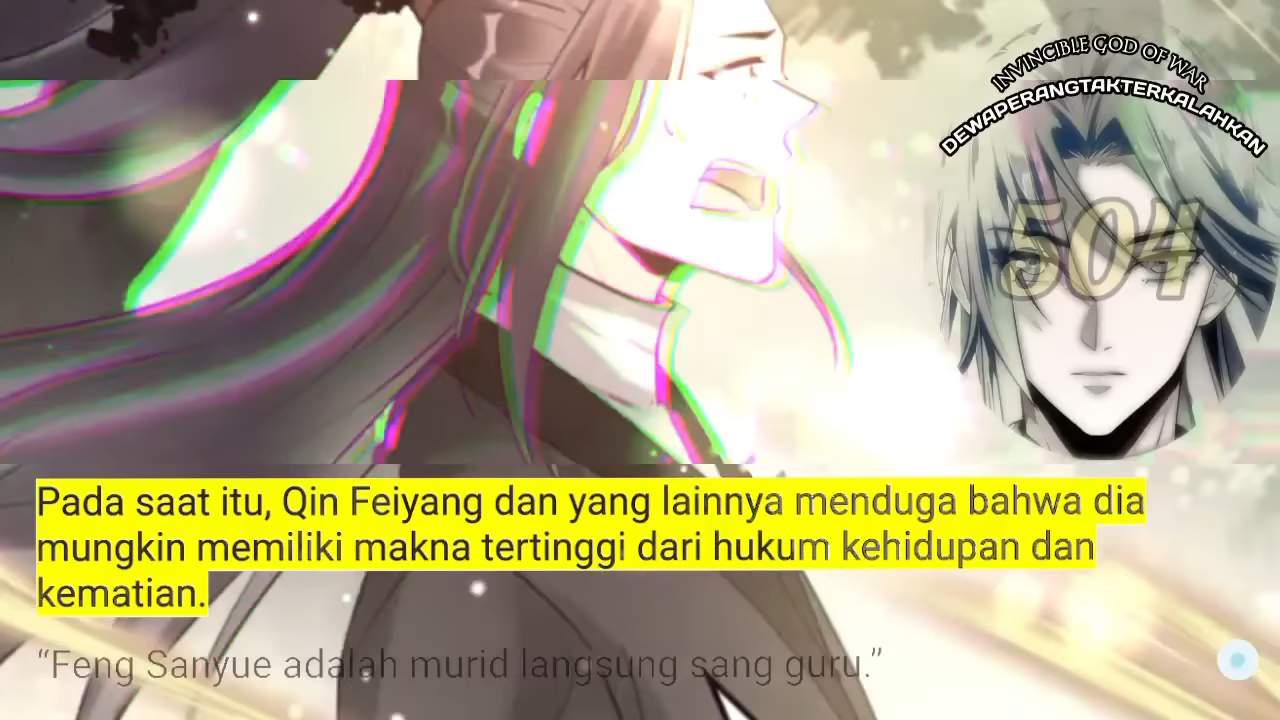 INVINCIBLE GOD OF WAR
DEWAPERANGTAKTERKALAHKAN
504
Pada saat itu, Qin Feiyang dan yang lainnya menduga bahwa dia
mungkin memiliki makna tertinggi dari hukum kehidupan dan
kematian.
“Feng Sanyue adalah murid langsung sang guru.”